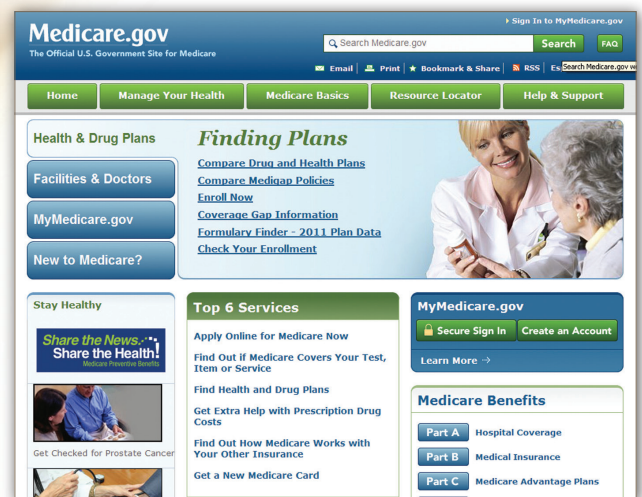 Sign In to MyMedicare.gov
Medicare.gov
The Official U.S. Government Site for Medicare
Search Medicare.gov
Search
FAQ
Email | Print | Bookmark & Share | RSS | Es
Search Medicare.gov we
Home
Manage Your Health
Medicare Basics
Resource Locator
Help & Support
Health & Drug Plans
Facilities & Doctors
MyMedicare.gov
New to Medicare?
Finding Plans
Compare Drug and Health Plans
Compare Medigap Policies
Enroll Now
Coverage Gap Information
Formulary Finder - 2011 Plan Data
Check Your Enrollment
Stay Healthy
Share the News.
Share the Health!
Medicare Preventive Benefits
Get Checked for Prostate Cancer
Top 6 Services
Apply Online for Medicare Now
Find Out if Medicare Covers Your Test,
Item or Service
Find Health and Drug Plans
Get Extra Help with Prescription Drug
Costs
Find Out How Medicare Works with
Your Other Insurance
Get a New Medicare Card
MyMedicare.gov
Secure Sign In
Create an Account
Learn More →
Medicare Benefits
Part A Hospital Coverage
Part B Medical Insurance
Part C Medicare Advantage Plans